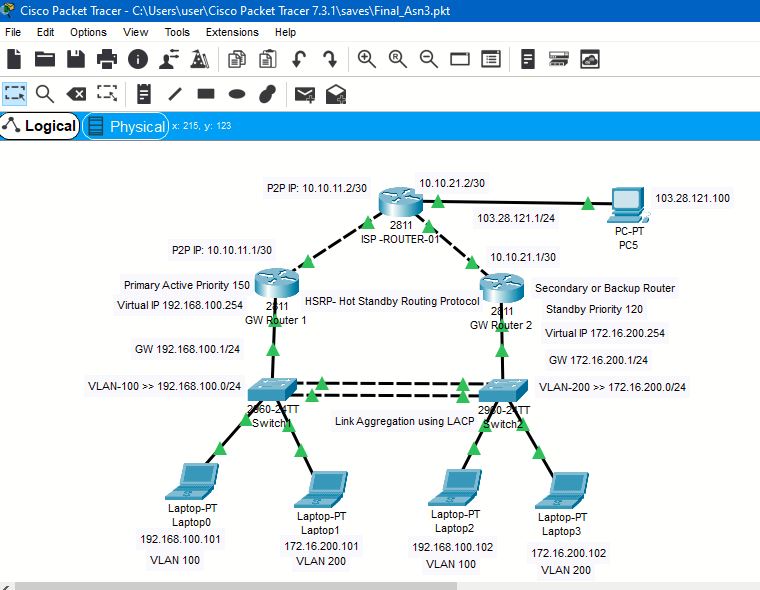 Cisco Packet Tracer - C:\Users\user\Cisco Packet Tracer 7.3.1\saves\Final_Asn3.pkt
File Edit Options View Tools Extensions Help
Logical Physical x: 215, y: 123
P2P IP: 10.10.11.2/30
10.10.21.2/30
103.28.121.100
103.28.121.1/24
2811
ISP -ROUTER-01
PC-PT
PC5
P2P IP: 10.10.11.1/30
10.10.21.1/30
Primary Active Priority 150
Virtual IP 192.168.100.254
2811
GW Router 1
HSRP- Hot Standby Routing Protocol
2811
GW Router 2
Secondary or Backup Router
Standby Priority 120
Virtual IP 172.16.200.254
GW 192.168.100.1/24
GW 172.16.200.1/24
VLAN-100 >> 192.168.100.0/24
VLAN-200 >> 172.16.200.0/24
2960-24TT
Switch1
Link Aggregation using LACP
2960-24TT
Switch2
Laptop-PT
Laptop0
192.168.100.101
VLAN 100
Laptop-PT
Laptop1
172.16.200.101
VLAN 200
Laptop-PT
Laptop2
192.168.100.102
VLAN 100
Laptop-PT
Laptop3
172.16.200.102
VLAN 200